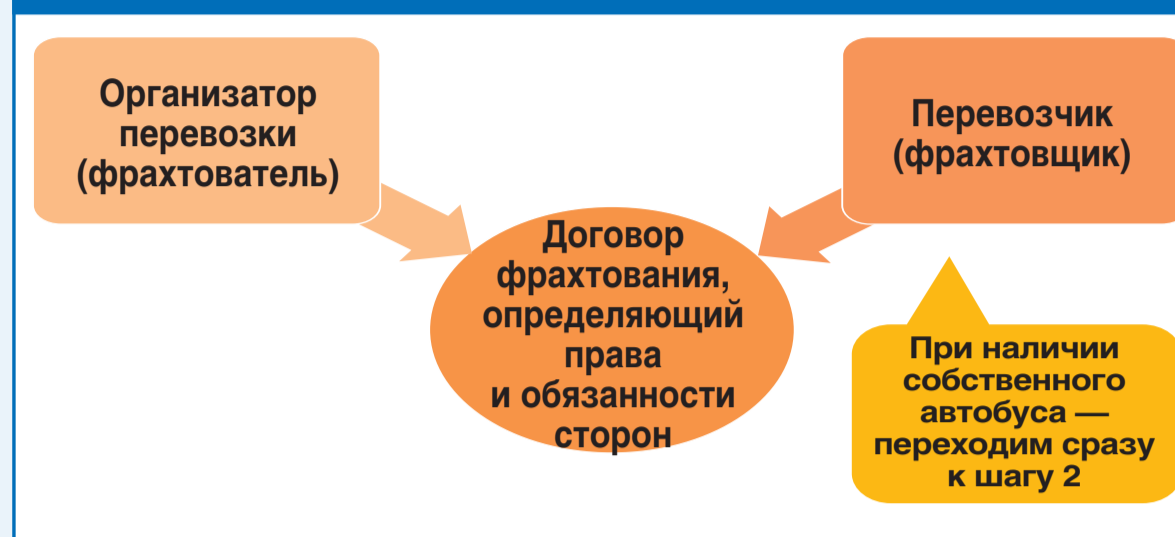 Организатор
перевозки
(фрахтователь)
Перевозчик
(фрахтовщик)
Договор
фрахтования,
определяющий
права
и обязанности
сторон
При наличии
собственного
автобуса —
переходим сразу
к шагу 2